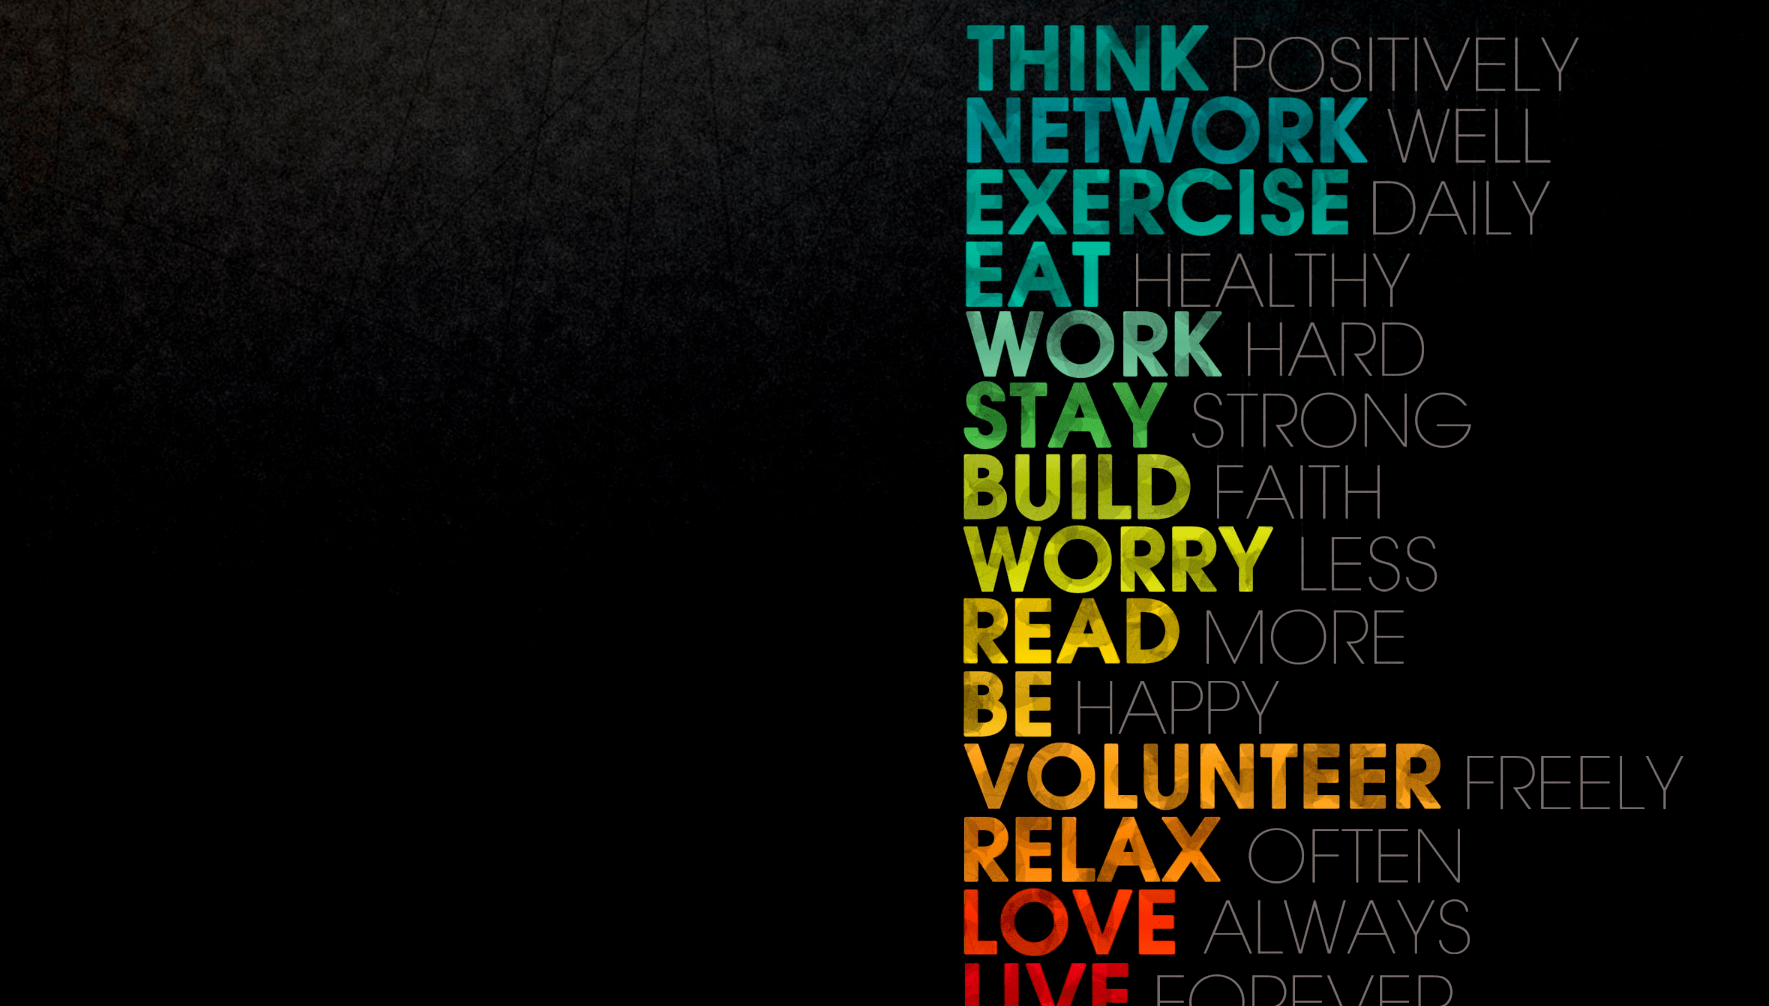 THINK POSITIVELY
NETWORK WELL
EXERCISE DAILY
EAT HEALTHY
WORK HARD
STAY STRONG
BUILD FAITH
WORRY LESS
READ MORE
BE HAPPY
VOLUNTEER FREELY
RELAX OFTEN
LOVE ALWAYS
LIVE FOREVER